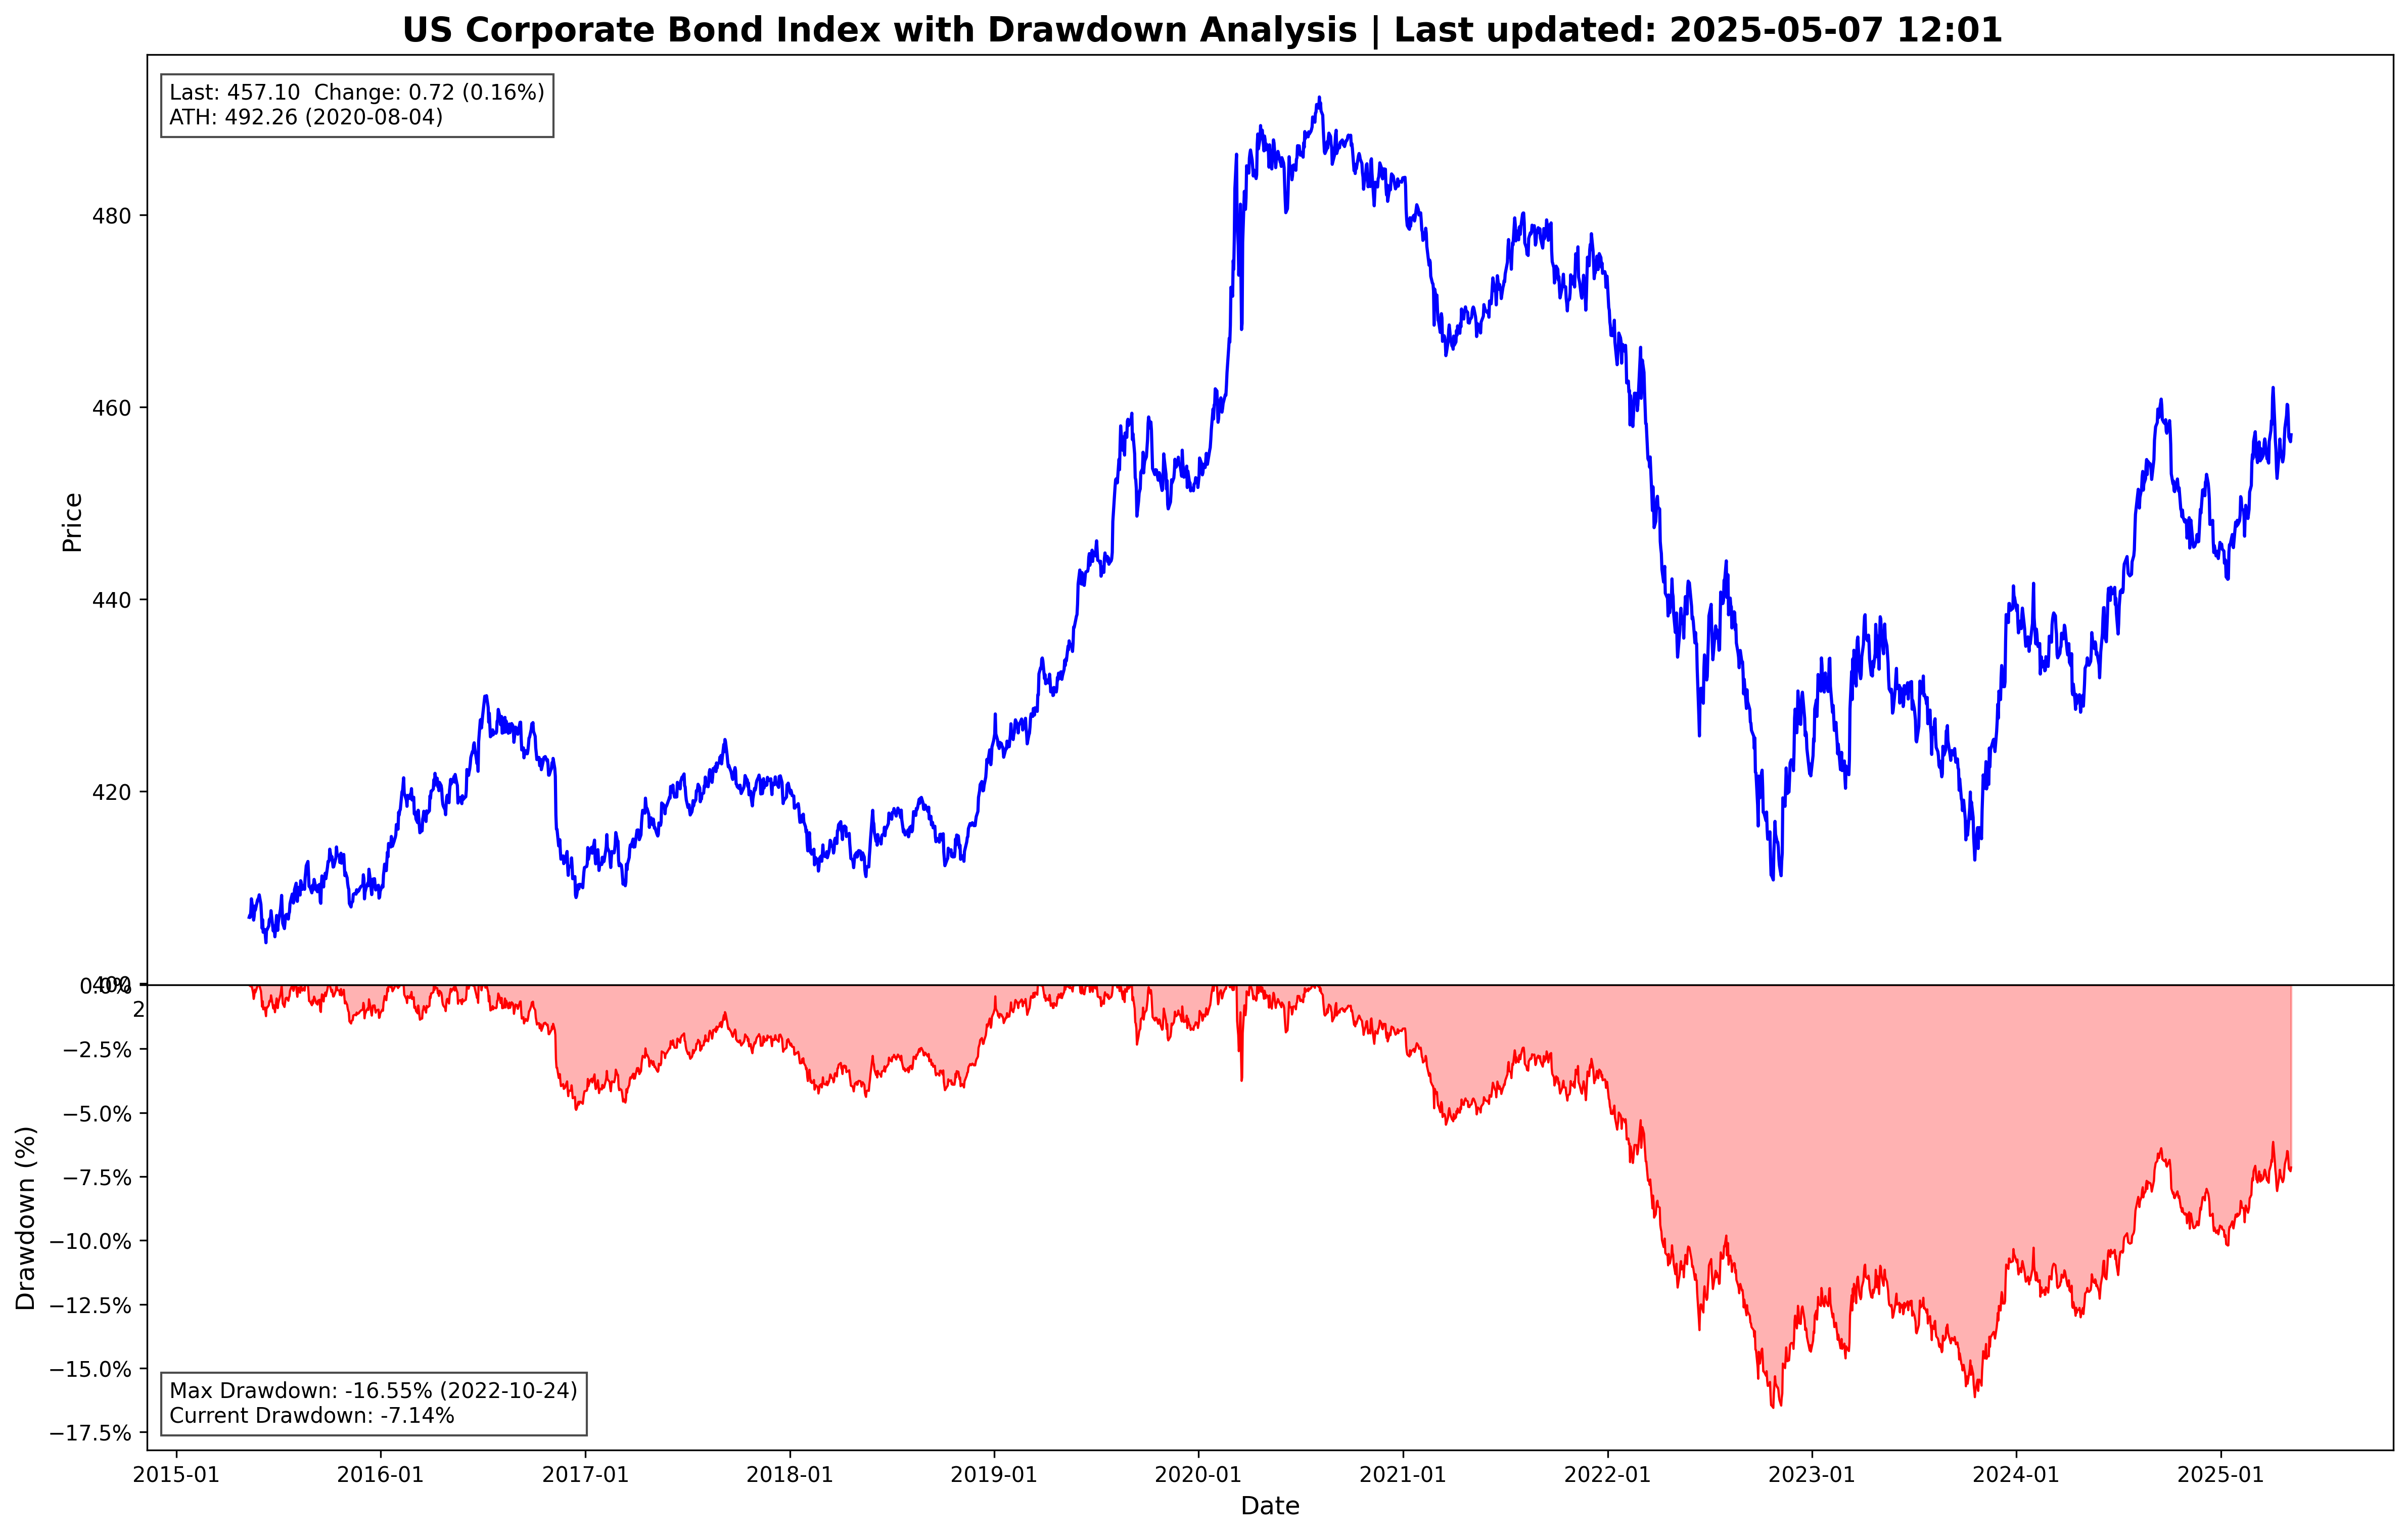 US Corporate Bond Index with Drawdown Analysis | Last updated: 2025-05-07 12:01
Last: 457.10  Change: 0.72 (0.16%)
ATH: 492.26 (2020-08-04)
Price
480
460
440
420
400
0.0%
2
−2.5%
−5.0%
−7.5%
−10.0%
−12.5%
−15.0%
−17.5%
Drawdown (%)
Max Drawdown: -16.55% (2022-10-24)
Current Drawdown: -7.14%
2015-01 2016-01 2017-01 2018-01 2019-01 2020-01 2021-01 2022-01 2023-01 2024-01 2025-01
Date